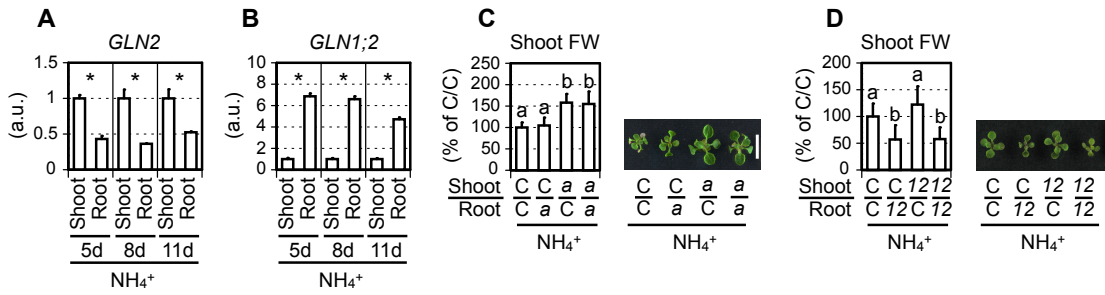 A
GLN2
(a.u.)
1.5
1
0.5
0
* * *
Shoot Root Shoot Root Shoot Root
5d 8d 11d
NH₄⁺
B
GLN1;2
(a.u.)
10
8
6
4
2
0
* * *
Shoot Root Shoot Root Shoot Root
5d 8d 11d
NH₄⁺
C
Shoot FW
(% of C/C)
250
200
150
100
50
0
a a b b
Shoot C C a a
Root C a C a
NH₄⁺
C C a a
C a C a
NH₄⁺
D
Shoot FW
(% of C/C)
200
150
100
50
0
a b a b
Shoot C C 12 12
Root C 12 C 12
NH₄⁺
C C 12 12
C 12 C 12
NH₄⁺